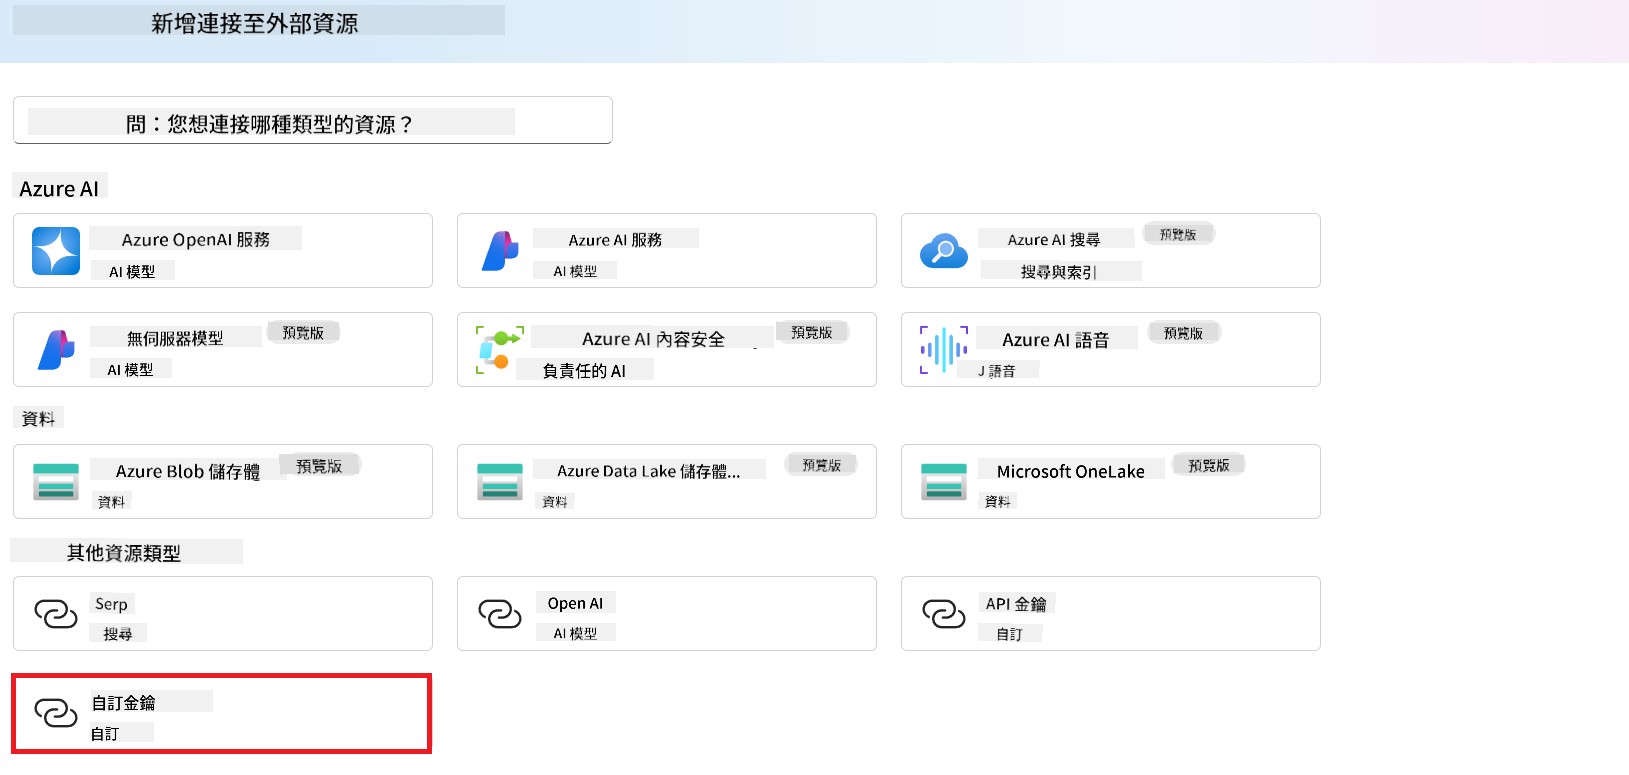 新增連接至外部資源
問：您想連接哪種類型的資源？
Azure AI
Azure OpenAI 服務
AI 模型
Azure AI 服務
AI 模型
Azure AI 搜尋
預覽版
搜尋與索引
無伺服器模型
預覽版
AI 模型
Azure AI 內容安全
預覽版
負責任的 AI
Azure AI 語音
預覽版
J 語音
資料
Azure Blob 儲存體
預覽版
資料
Azure Data Lake 儲存體...
預覽版
資料
Microsoft OneLake
預覽版
資料
其他資源類型
Serp
搜尋
Open AI
AI 模型
API 金鑰
自訂
自訂金鑰
自訂